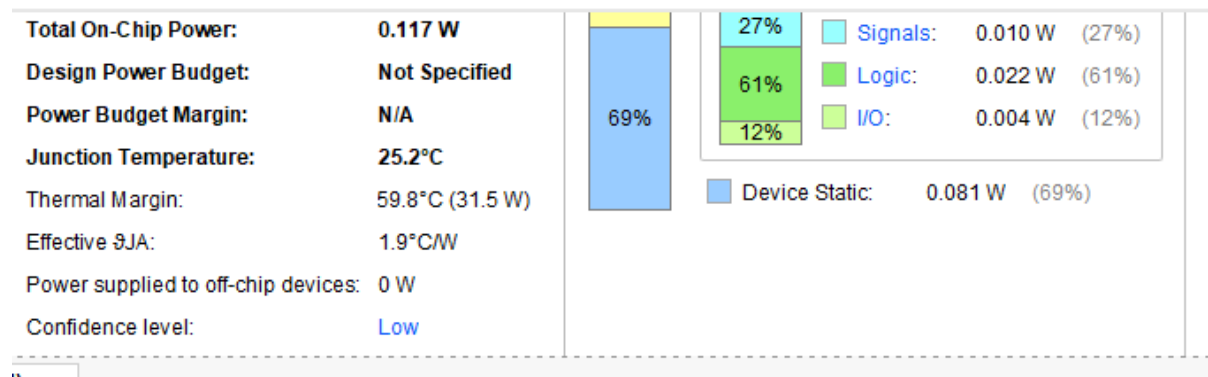 Total On-Chip Power: 0.117 W
Design Power Budget: Not Specified
Power Budget Margin: N/A
Junction Temperature: 25.2°C
Thermal Margin: 59.8°C (31.5 W)
Effective ϑJA: 1.9°C/W
Power supplied to off-chip devices: 0 W
Confidence level: Low
69%
27% Signals: 0.010 W (27%)
61% Logic: 0.022 W (61%)
12% I/O: 0.004 W (12%)
Device Static: 0.081 W (69%)